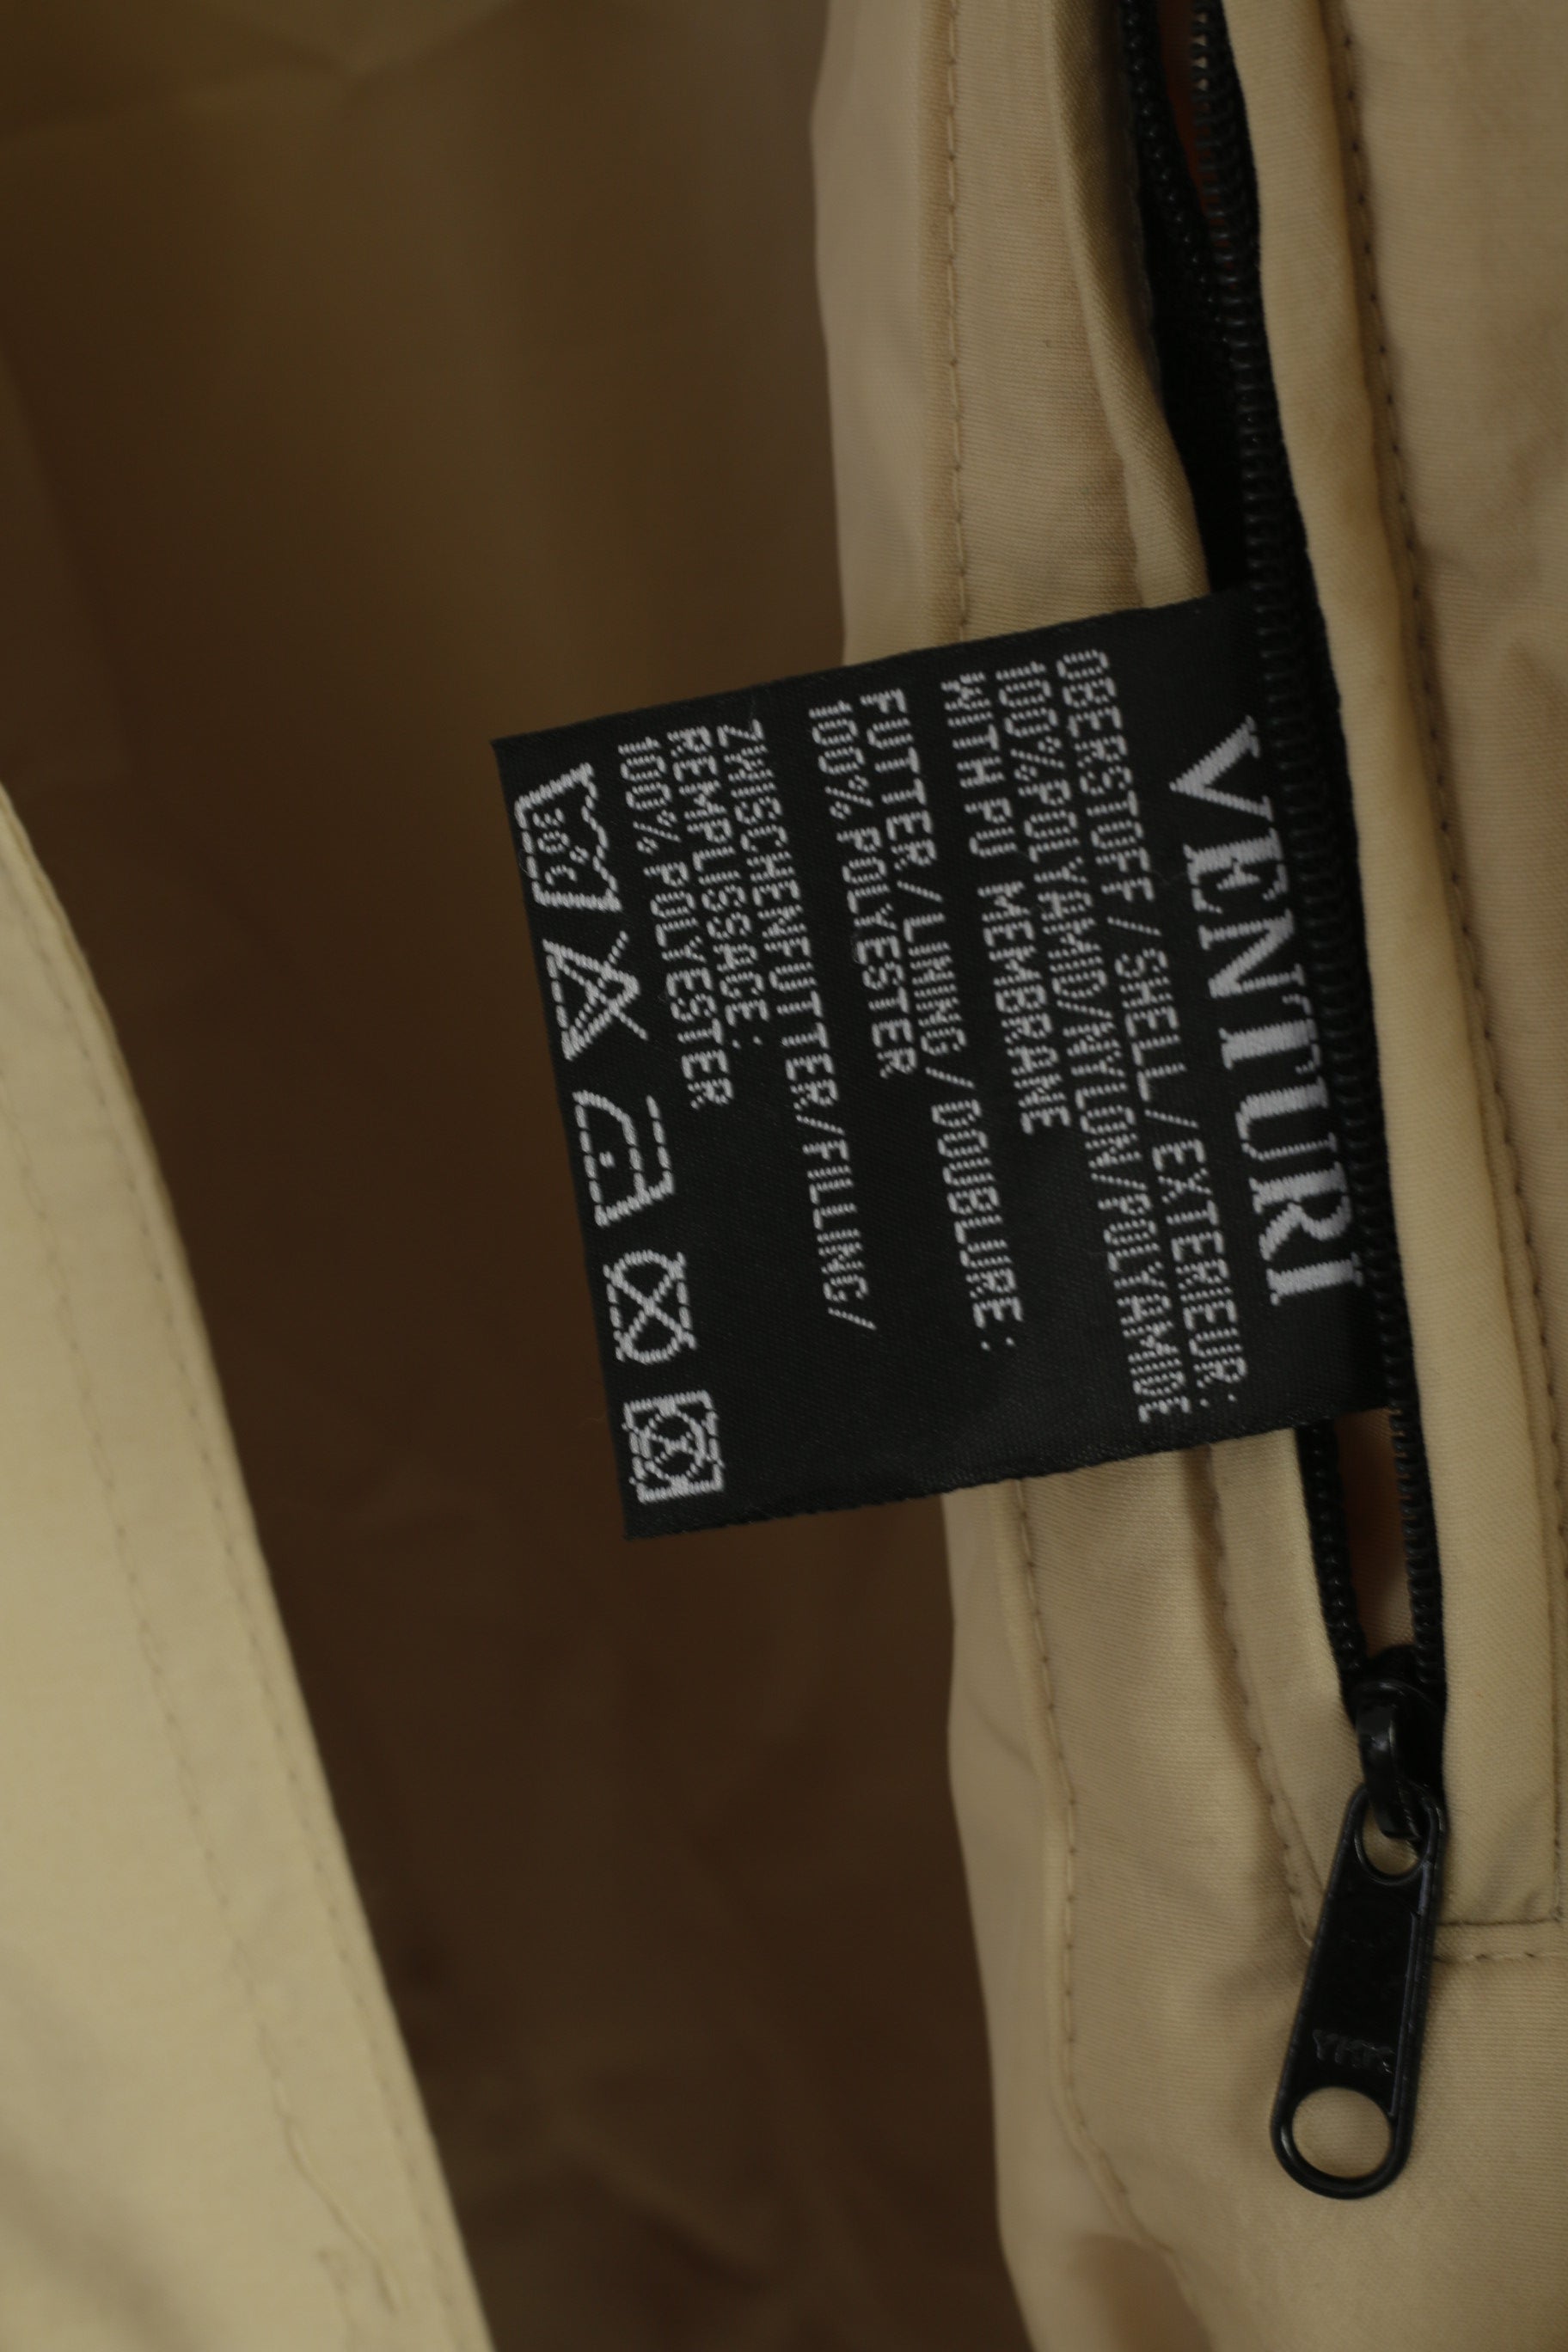 VENTURI
OBERSTOFF / SHELL / EXTERIEUR:
100%POLYAMID/NYLON/POLYAMIDE
WITH PU MEMBRANE
FUTTER / LINING / DOUBLURE:
100% POLYESTER
ZWISCHENFUTTER/FILLING/
REMPLISSAGE:
100% POLYESTER
30°C
YKK